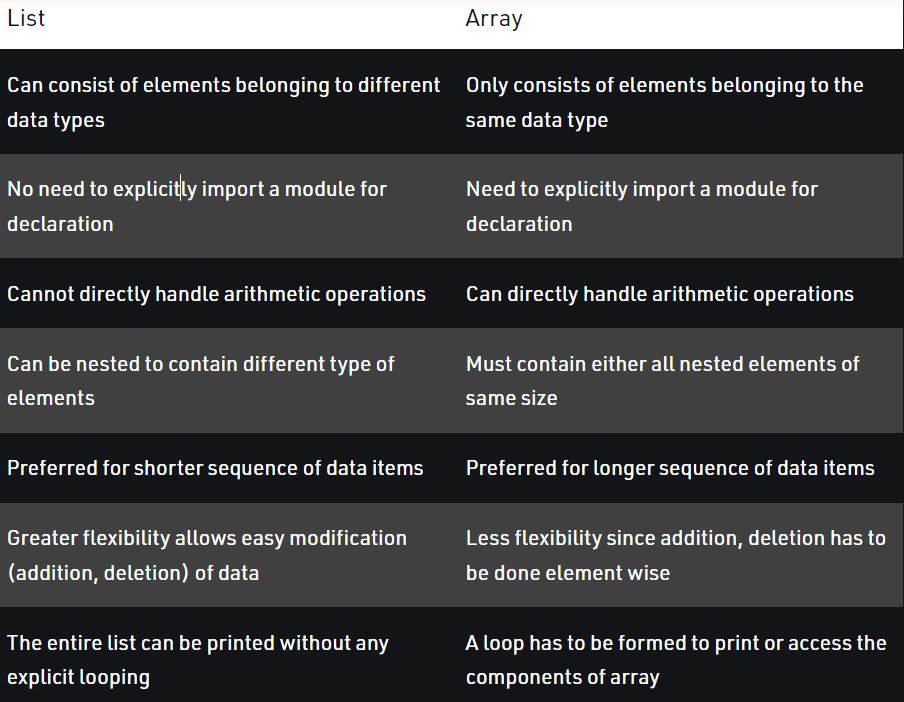 List
Array
Can consist of elements belonging to different
data types
Only consists of elements belonging to the
same data type
No need to explicitly import a module for
declaration
Need to explicitly import a module for
declaration
Cannot directly handle arithmetic operations
Can directly handle arithmetic operations
Can be nested to contain different type of
elements
Must contain either all nested elements of
same size
Preferred for shorter sequence of data items
Preferred for longer sequence of data items
Greater flexibility allows easy modification
(addition, deletion) of data
Less flexibility since addition, deletion has to
be done element wise
The entire list can be printed without any
explicit looping
A loop has to be formed to print or access the
components of array